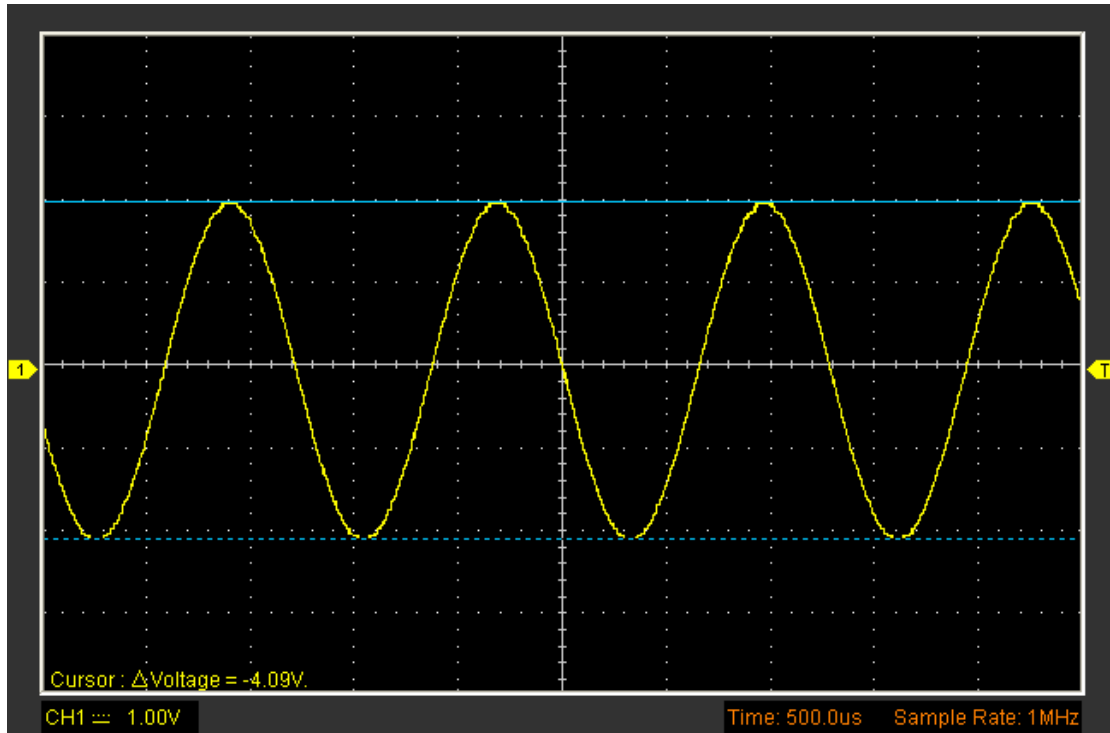 1
T
Cursor : △Voltage = -4.09V.
CH1 1.00V
Time: 500.0us Sample Rate: 1MHz